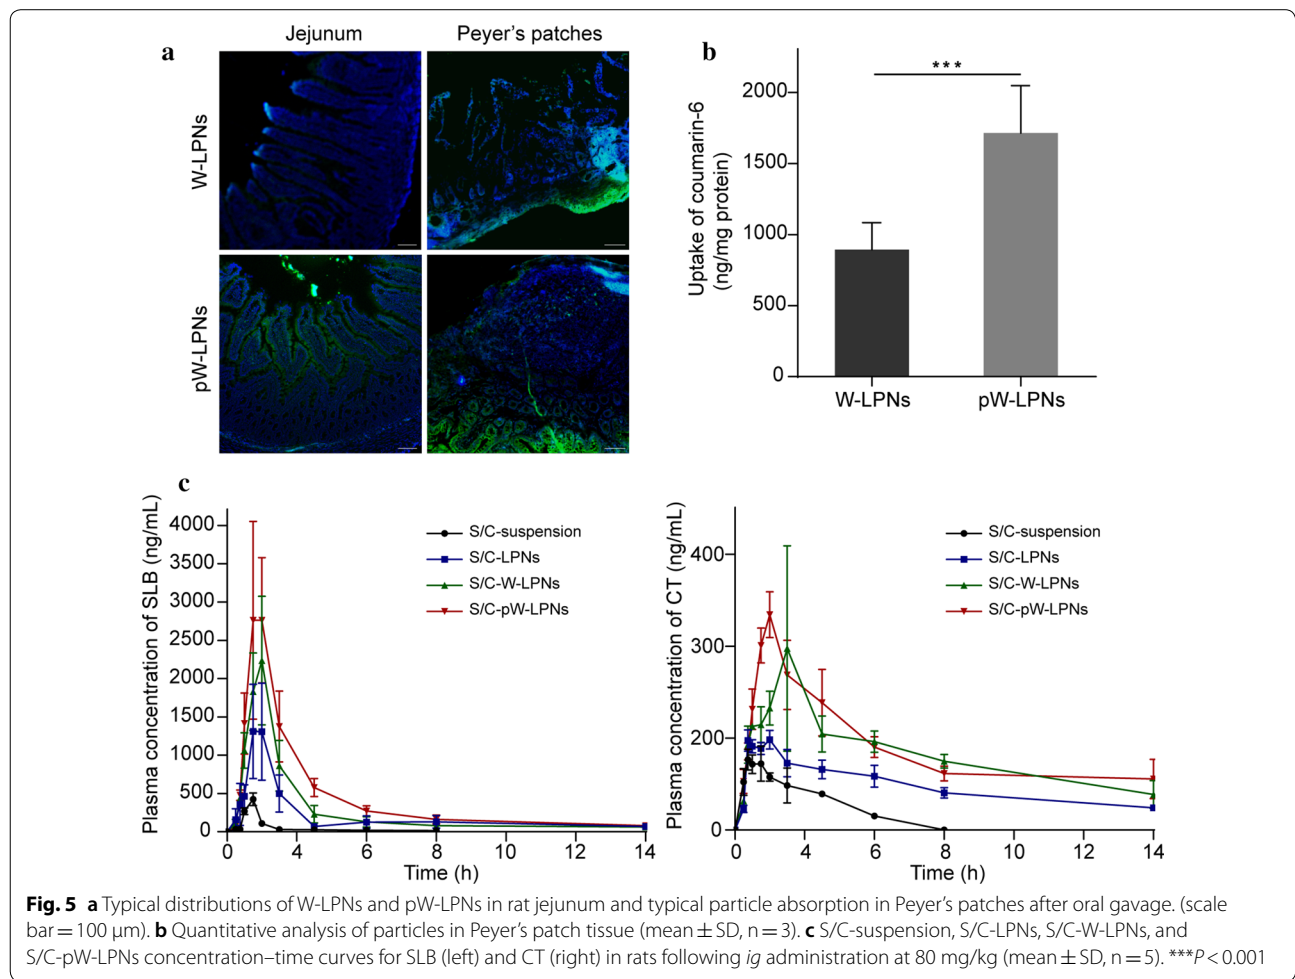 a
Jejunum
Peyer's patches
W-LPNs
pW-LPNs
b
***
Uptake of coumarin-6
(ng/mg protein)
2000
1500
1000
500
0
W-LPNs
pW-LPNs
c
Plasma concentration of SLB (ng/mL)
4000
3500
3000
2500
2000
1500
1000
500
0
0 4 6 8 10 12 14
Time (h)
S/C-suspension
S/C-LPNs
S/C-W-LPNs
S/C-pW-LPNs
Plasma concentration of CT (ng/mL)
400
300
200
0
0 4 6 8 10 12 14
Time (h)
S/C-suspension
S/C-LPNs
S/C-W-LPNs
S/C-pW-LPNs
Fig. 5 a Typical distributions of W-LPNs and pW-LPNs in rat jejunum and typical particle absorption in Peyer's patches after oral gavage. (scale
bar = 100 μm). b Quantitative analysis of particles in Peyer's patch tissue (mean ± SD, n = 3). c S/C-suspension, S/C-LPNs, S/C-W-LPNs, and
S/C-pW-LPNs concentration–time curves for SLB (left) and CT (right) in rats following ig administration at 80 mg/kg (mean ± SD, n = 5). ***P < 0.001